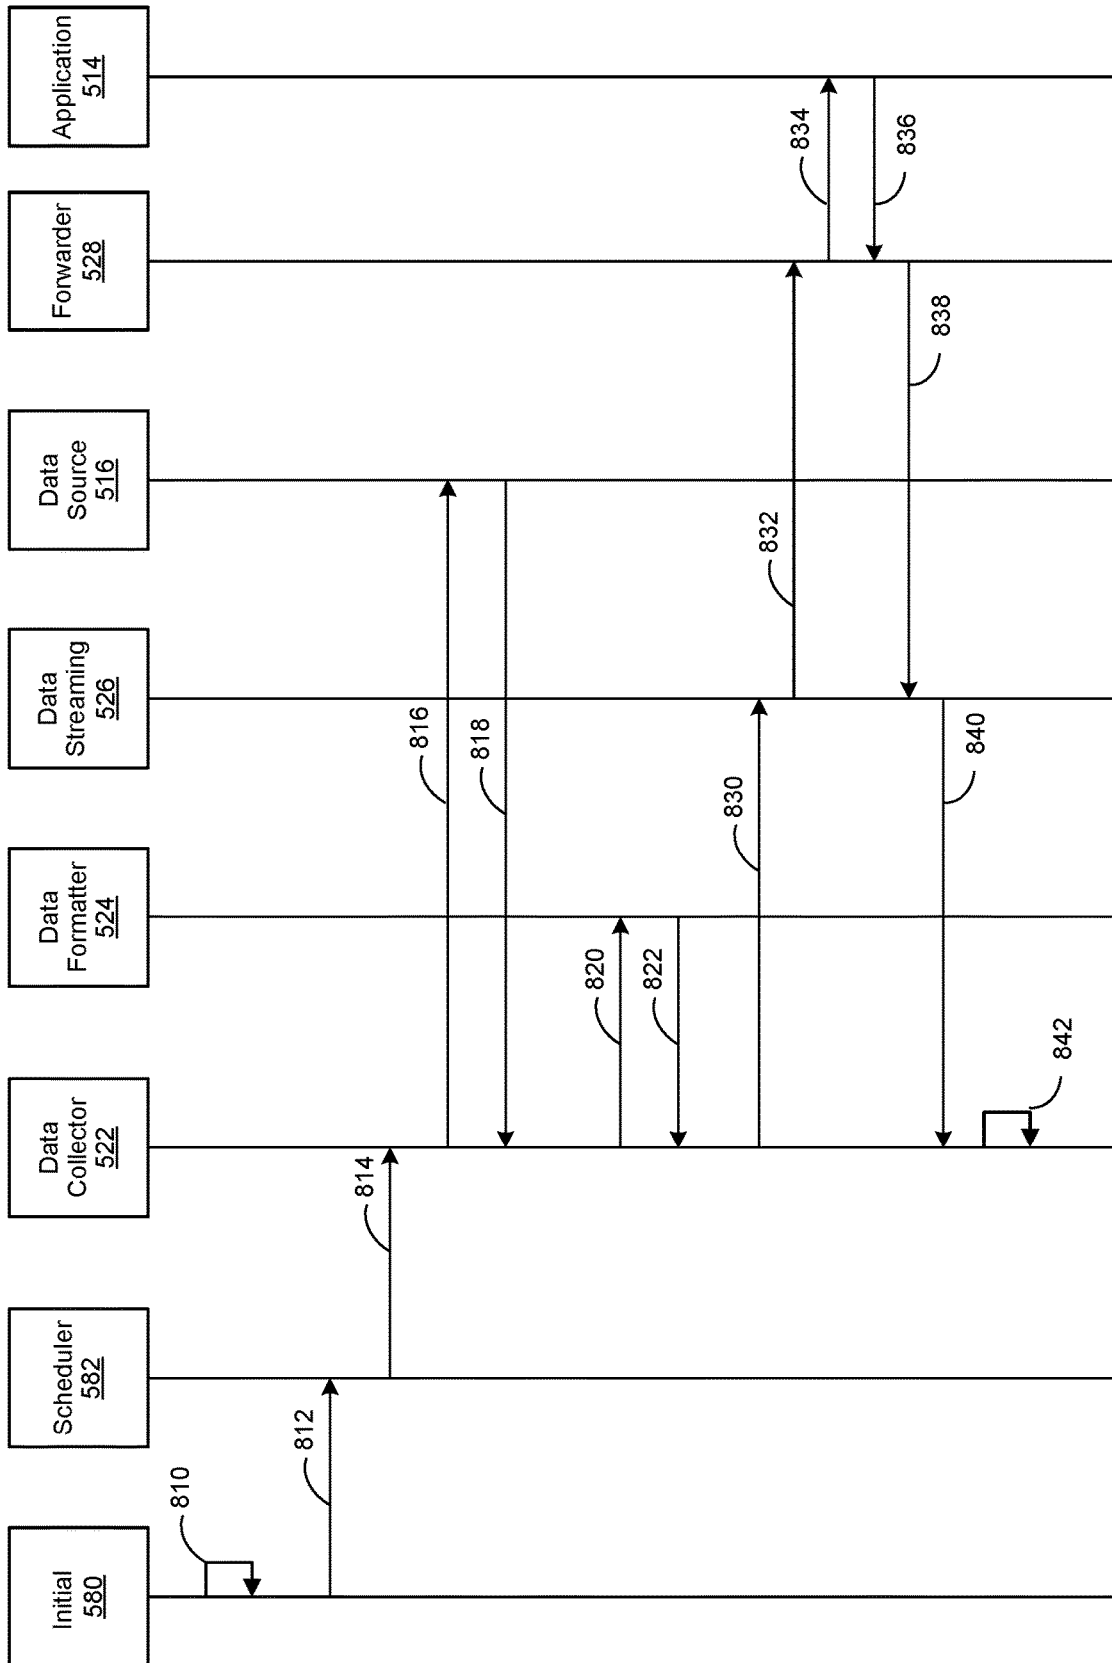 Initial
580
Scheduler
582
Data
Collector
522
Data
Formatter
524
Data
Streaming
526
Data
Source
516
Forwarder
528
Application
514
810
812
814
816
818
820
822
830
832
834
836
838
840
842